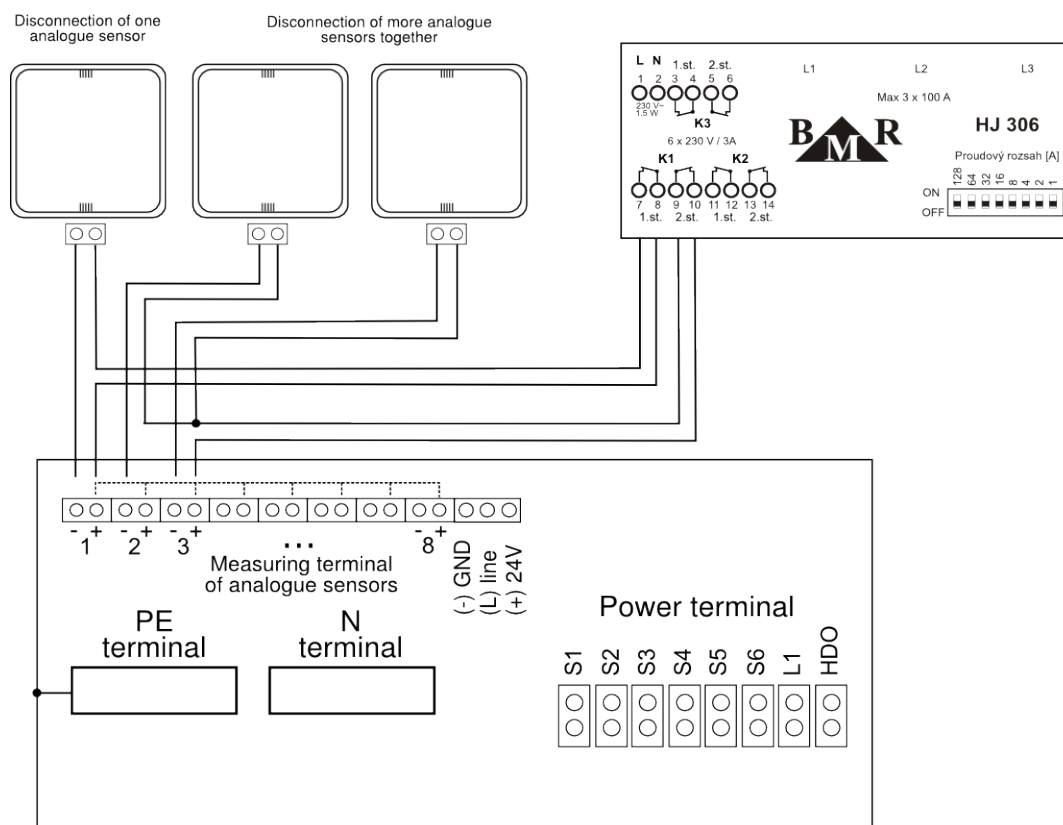 Disconnection of one
analogue sensor
Disconnection of more analogue
sensors together
L N 1.st. 2.st.
1 2 3 4 5 6
230 V~
1.5 W
K3
6 x 230 V / 3A
K1 K2
7 8 9 10 11 12 13 14
1.st. 2.st. 1.st. 2.st.
L1 L2 L3
Max 3 x 100 A
BMR
HJ 306
Proudový rozsah [A]
128 64 32 16 8 4 2 1
ON
OFF
- + - + - + - +
1 2 3 ... 8
Measuring terminal
of analogue sensors
(-) GND
(L) line
(+) 24V
PE
terminal
N
terminal
Power terminal
S1 S2 S3 S4 S5 S6 L1 HDO